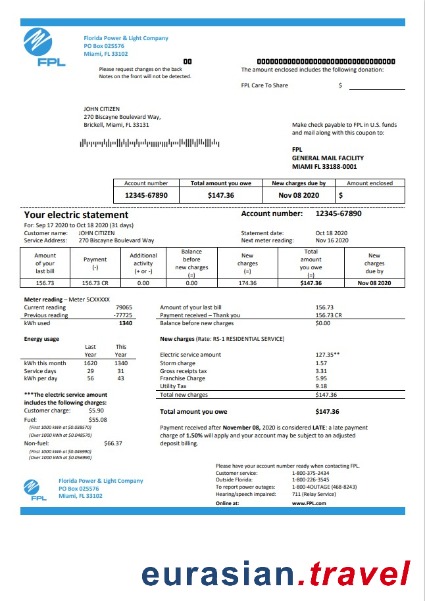 FPL
Florida Power & Light Company
PO Box 025576
Miami, FL 33102
Please request changes on the back
Notes on the front will not be detected.
The amount enclosed includes the following donation:
FPL Care To Share $
JOHN CITIZEN
270 Biscayne Boulevard Way,
Brickell, Miami, FL 33131
Make check payable to FPL in U.S. funds
and mail along with this coupon to:
FPL
GENERAL MAIL FACILITY
MIAMI FL 33188-0001
Account number Total amount you owe New charges due by Amount enclosed
12345-67890 $147.36 Nov 08 2020 $
Your electric statement Account number: 12345-67890
For: Sep 17 2020 to Oct 18 2020 (31 days)
Customer name: JOHN CITIZEN Statement date: Oct 18 2020
Service Address: 270 Biscayne Boulevard Way Next meter reading: Nov 16 2020
Amount of your last bill Payment (-) Additional activity (+ or -) Balance before new charges (=) New charges (+) Total amount you owe (=) New charges due by
156.73 156.73 CR 0.00 0.00 174.36 $147.36 Nov 08 2020
Meter reading – Meter 5CXXXXX
Current reading 79065
Previous reading -77725
kWh used 1340
Amount of your last bill 156.73
Payment received – Thank you 156.73 CR
Balance before new charges $0.00
Energy usage
Last Year This Year
kWh this month 1620 1340
Service days 29 31
kWh per day 56 43
New charges (Rate: RS-1 RESIDENTIAL SERVICE)
Electric service amount 127.35**
Storm charge 1.57
Gross receipts tax 3.31
Franchise Charge 5.95
Utility Tax 9.18
Total new charges $147.36
Total amount you owe $147.36
***The electric service amount
includes the following charges:
Customer charge: $5.90
Fuel: $55.08
(First 1000 kWh at $0.038570)
(Over 1000 kWh at $0.048570)
Non-fuel: $66.37
Payment received after November 08, 2020 is considered LATE: a late payment
charge of 1.50% will apply and your account may be subject to an adjusted
deposit billing.
Please have your account number ready when contacting FPL.
Customer service: 1-800-375-2434
Outside Florida: 1-800-226-3545
To report power outages: 1-800-4OUTAGE (468-8243)
Hearing/speech impaired: 711 (Relay Service)
Online at: www.FPL.com
FPL
Florida Power & Light Company
PO Box 025576
Miami, FL 33102
eurasian.travel